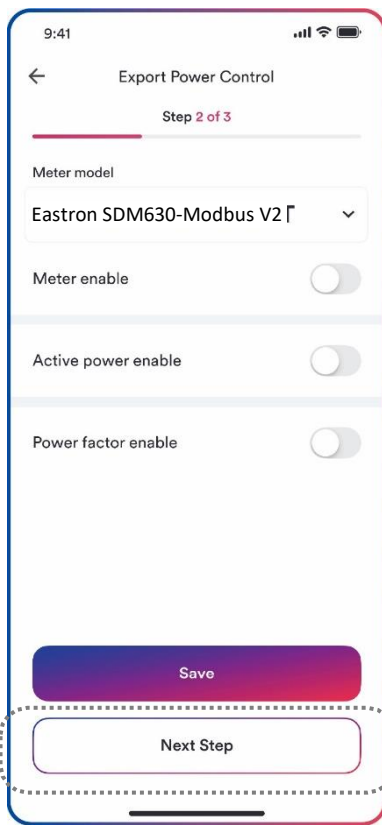 9:41
Export Power Control
Step 2 of 3
Meter model
Eastron SDM630-Modbus V2
Meter enable
Active power enable
Power factor enable
Save
Next Step